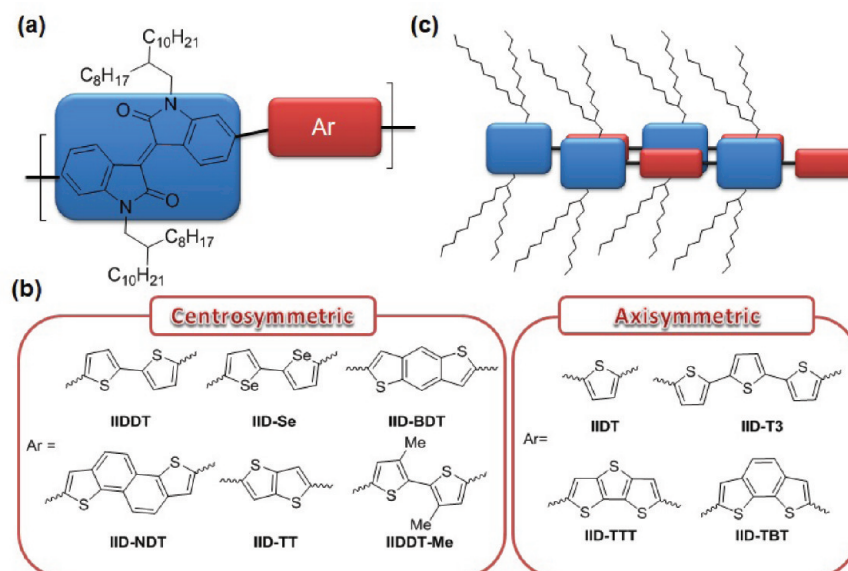 (a)
C10H21
C8H17
N
O
Ar
O
N
C8H17
C10H21
(c)
(b)
Centrosymmetric
S
S
IIDDT
Se
Se
IID-Se
S
S
IID-BDT
Ar =
S
S
IID-NDT
S
S
IID-TT
Me
S
S
Me
IIDDT-Me
Axisymmetric
S
IIDT
S
S
S
IID-T3
Ar=
S
S
S
IID-TTT
S
S
IID-TBT